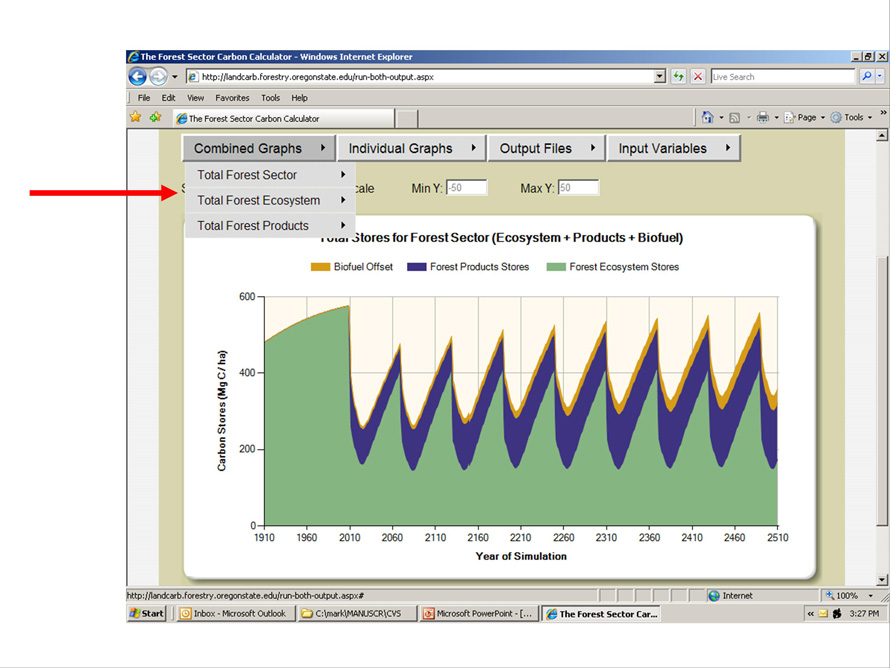 The Forest Sector Carbon Calculator - Windows Internet Explorer
http://landcarb.forestry.oregonstate.edu/run-both-output.aspx
Live Search
File Edit View Favorites Tools Help
The Forest Sector Carbon Calculator
Page Tools
Combined Graphs Individual Graphs Output Files Input Variables
Total Forest Sector
Min Y: -50 Max Y: 50
Total Forest Ecosystem
Total Forest Products
Total Stores for Forest Sector (Ecosystem + Products + Biofuel)
Biofuel Offset Forest Products Stores Forest Ecosystem Stores
600
400
200
0
Carbon Stores (Mg C / ha)
1910 1960 2010 2060 2110 2160 2210 2260 2310 2360 2410 2460 2510
Year of Simulation
http://landcarb.forestry.oregonstate.edu/run-both-output.aspx#
Internet
100%
Start
Inbox - Microsoft Outlook
C:\mark\MANUSCR\CVS
Microsoft PowerPoint - [...
The Forest Sector Car...
3:27 PM